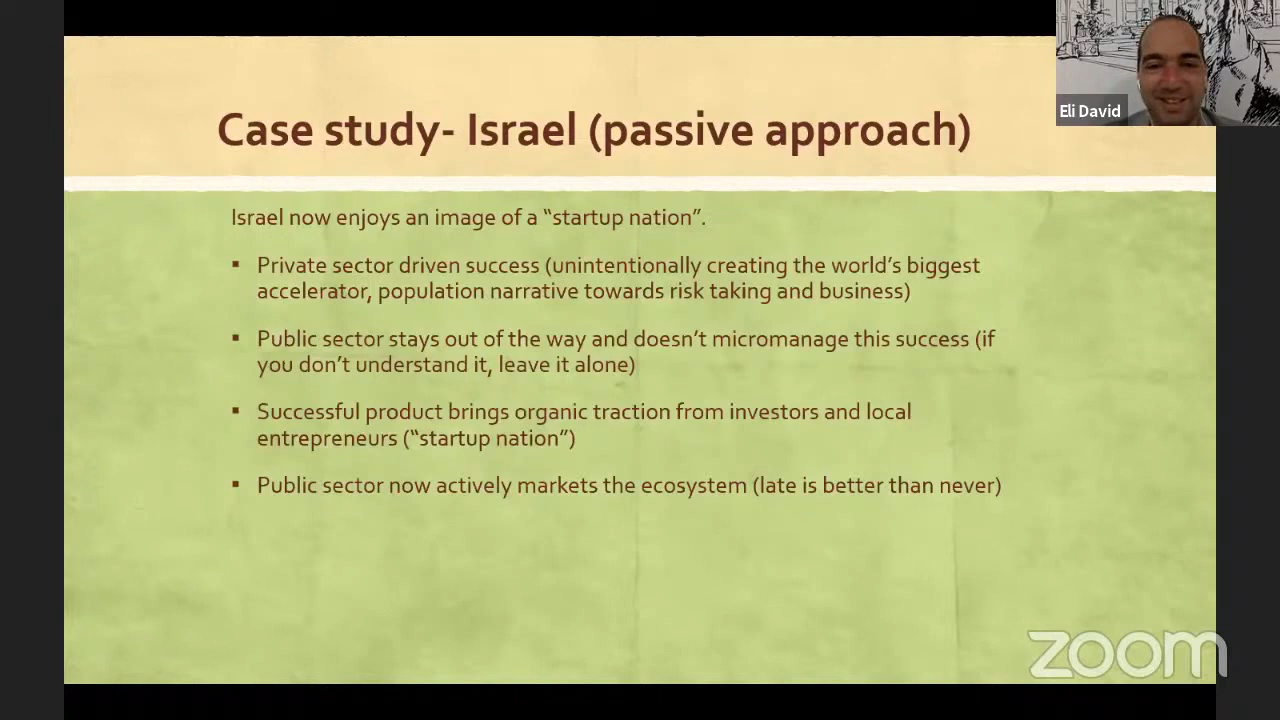 Case study- Israel (passive approach)
Eli David
Israel now enjoys an image of a “startup nation”.
▪ Private sector driven success (unintentionally creating the world’s biggest
accelerator, population narrative towards risk taking and business)
▪ Public sector stays out of the way and doesn’t micromanage this success (if
you don’t understand it, leave it alone)
▪ Successful product brings organic traction from investors and local
entrepreneurs (“startup nation”)
▪ Public sector now actively markets the ecosystem (late is better than never)
zoom